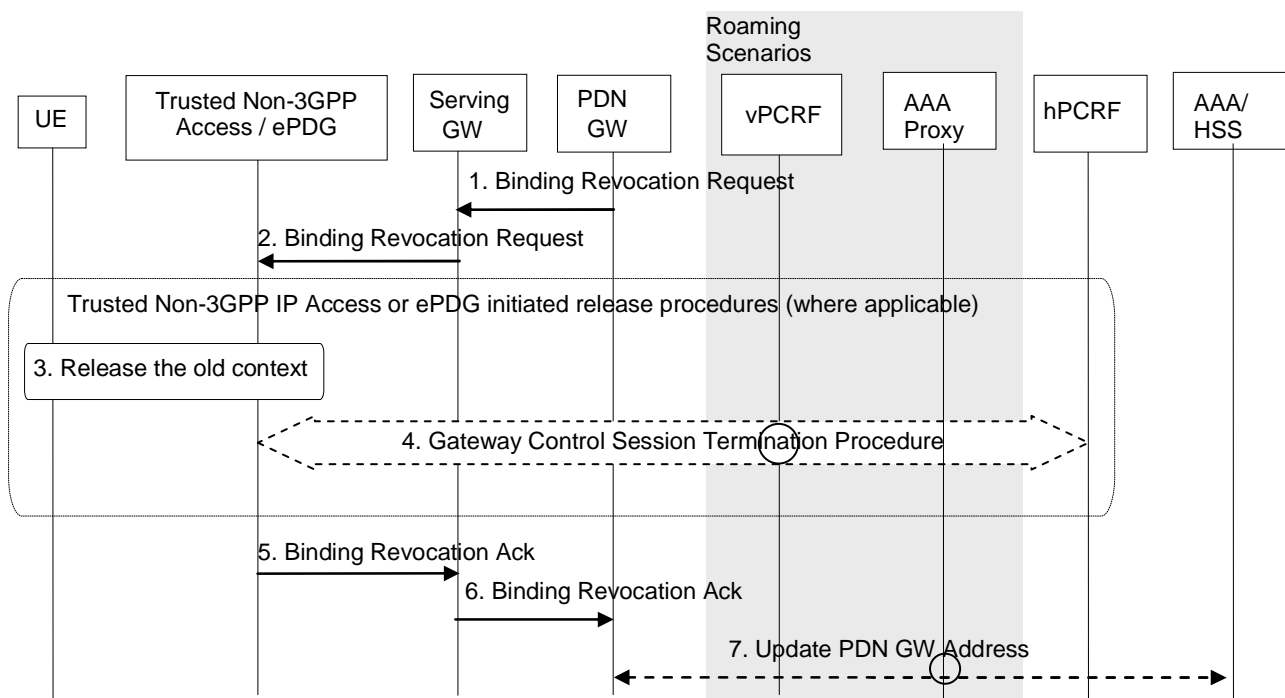 Roaming
Scenarios
UE
Trusted Non-3GPP
Access / ePDG
Serving
GW
PDN
GW
vPCRF
AAA
Proxy
hPCRF
AAA/
HSS
1. Binding Revocation Request
2. Binding Revocation Request
Trusted Non-3GPP IP Access or ePDG initiated release procedures (where applicable)
3. Release the old context
4. Gateway Control Session Termination Procedure
5. Binding Revocation Ack
6. Binding Revocation Ack
7. Update PDN GW Address